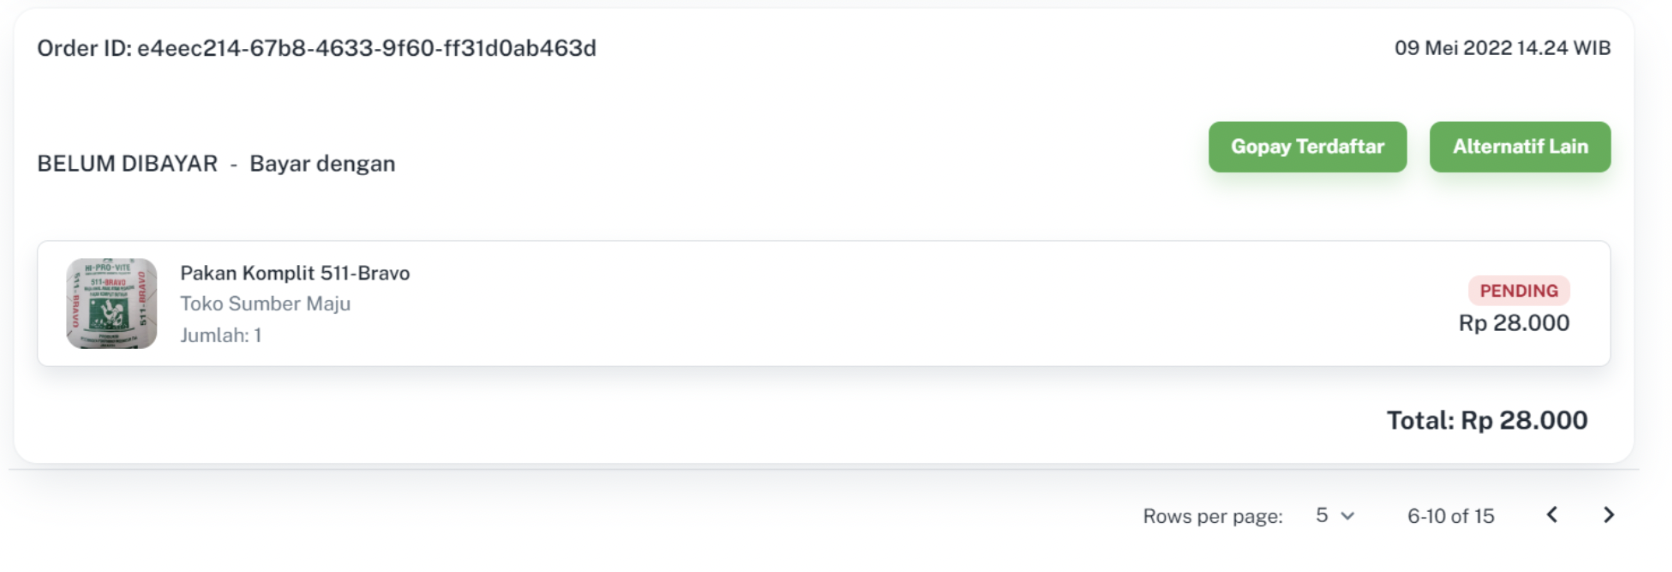 Order ID: e4eec214-67b8-4633-9f60-ff31d0ab463d
09 Mei 2022 14.24 WIB
BELUM DIBAYAR - Bayar dengan
Gopay Terdaftar
Alternatif Lain
HI-PRO-VITE
511-BRAVO
511-BRAVO
511-BRAVO
Pakan Komplit 511-Bravo
Toko Sumber Maju
Jumlah: 1
PENDING
Rp 28.000
Total: Rp 28.000
Rows per page: 5 6-10 of 15